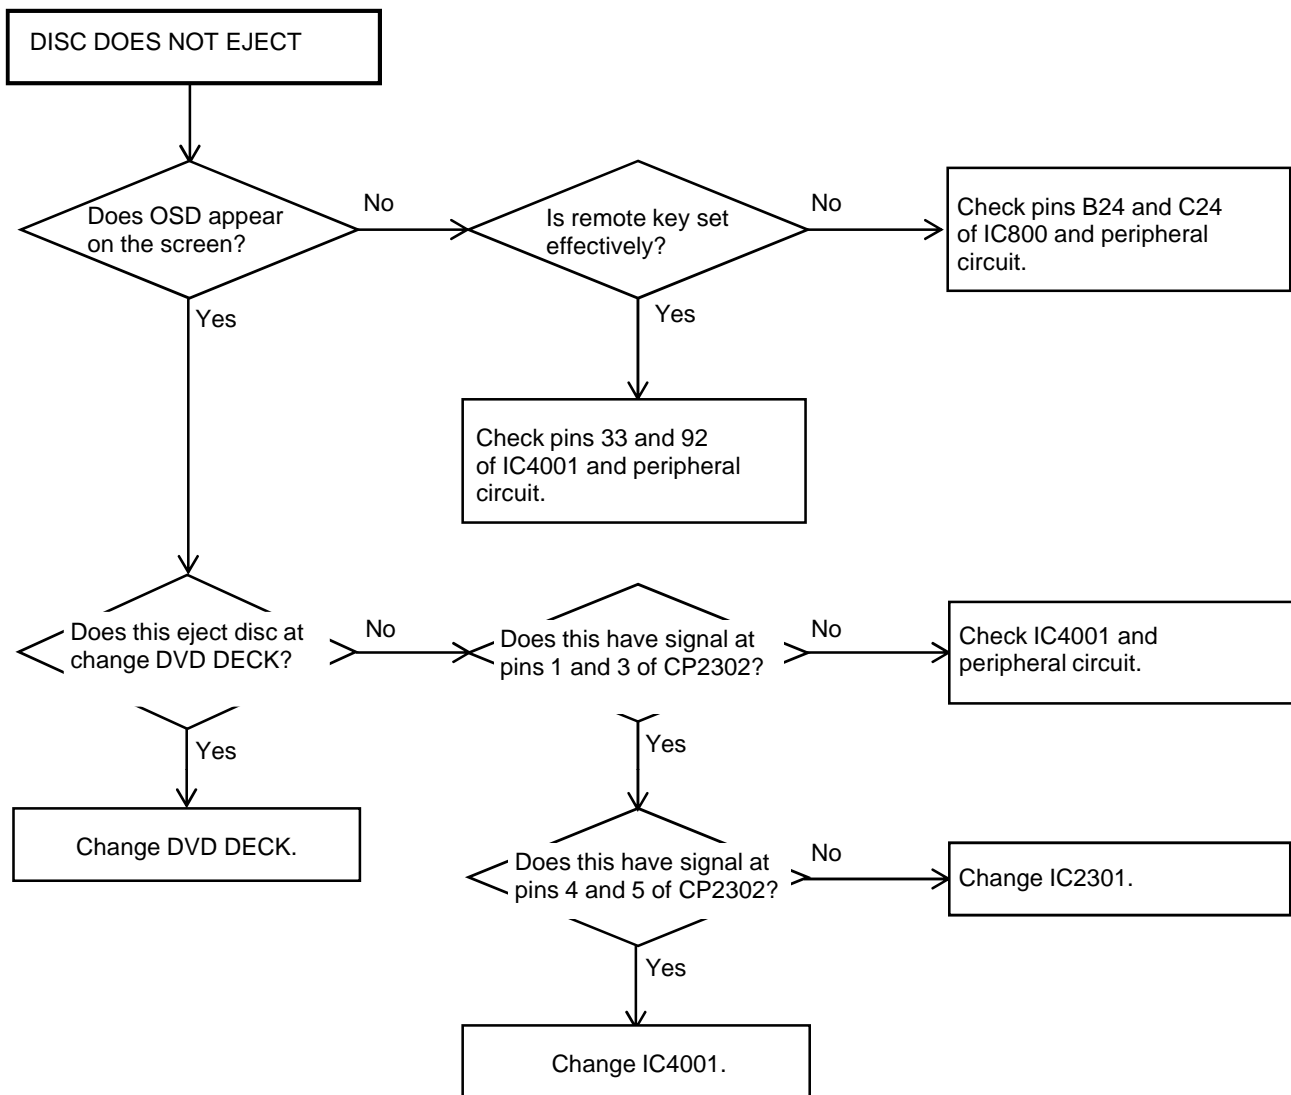 DISC DOES NOT EJECT
Does OSD appear
on the screen?
No
Is remote key set
effectively?
No
Check pins B24 and C24
of IC800 and peripheral
circuit.
Yes
Yes
Check pins 33 and 92
of IC4001 and peripheral
circuit.
Does this eject disc at
change DVD DECK?
No
Does this have signal at
pins 1 and 3 of CP2302?
No
Check IC4001 and
peripheral circuit.
Yes
Yes
Change DVD DECK.
Does this have signal at
pins 4 and 5 of CP2302?
No
Change IC2301.
Yes
Change IC4001.